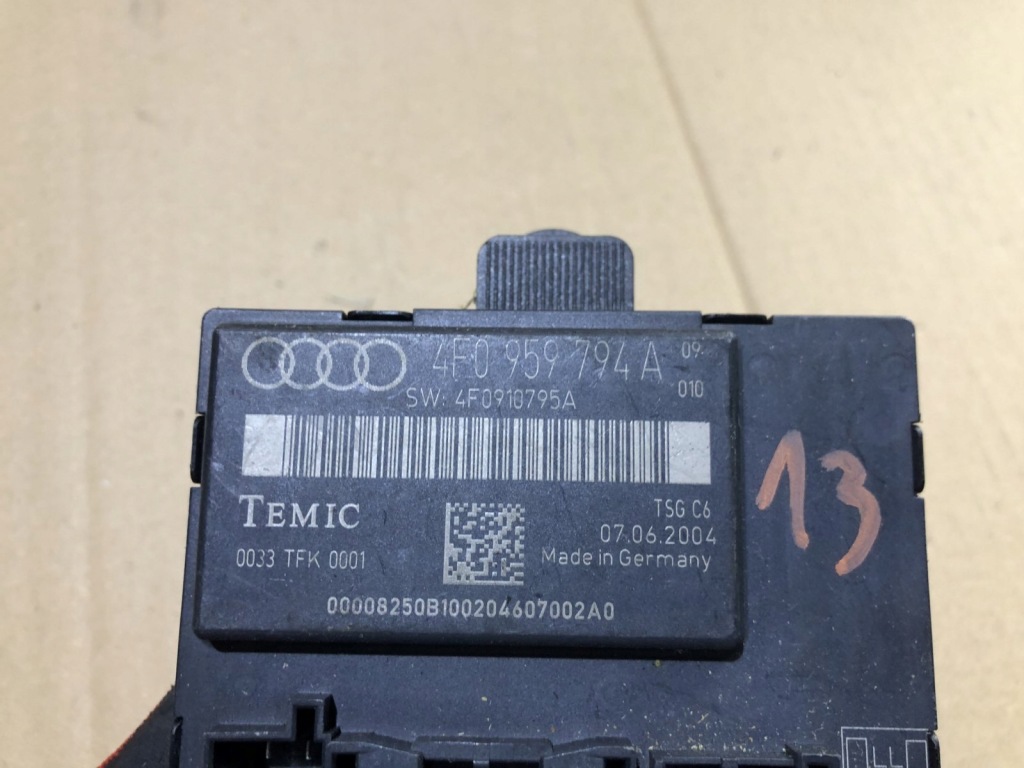 4F0 959 794 A 09
010
SW: 4F0910795A
TEMIC
TSG C6
07.06.2004
0033 TFK 0001
Made in Germany
00008250B100204607002A0
13
LL